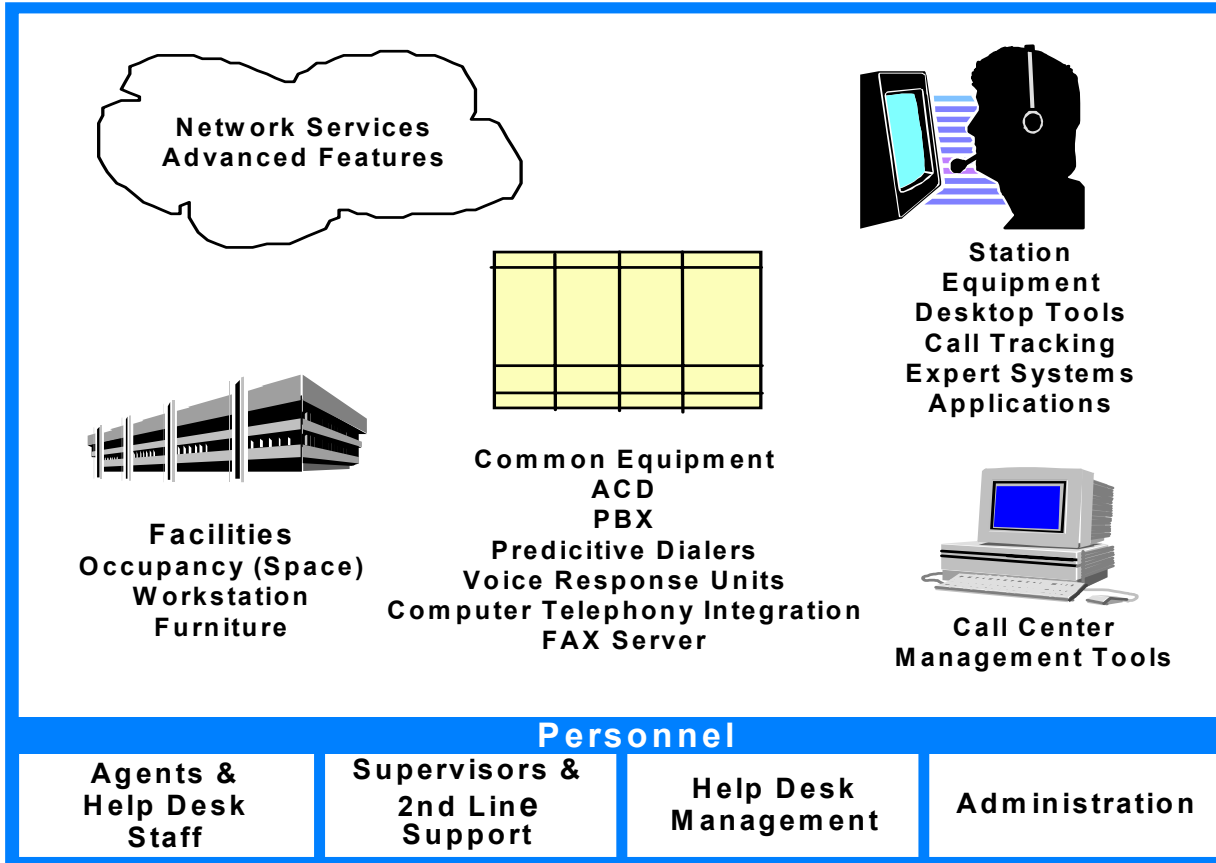 Network Services
Advanced Features
Station
Equipment
Desktop Tools
Call Tracking
Expert Systems
Applications
Facilities
Occupancy (Space)
Workstation
Furniture
Common Equipment
ACD
PBX
Predicitive Dialers
Voice Response Units
Computer Telephony Integration
FAX Server
Call Center
Management Tools
Personnel
Agents &
Help Desk
Staff
Supervisors &
2nd Line
Support
Help Desk
Management
Administration